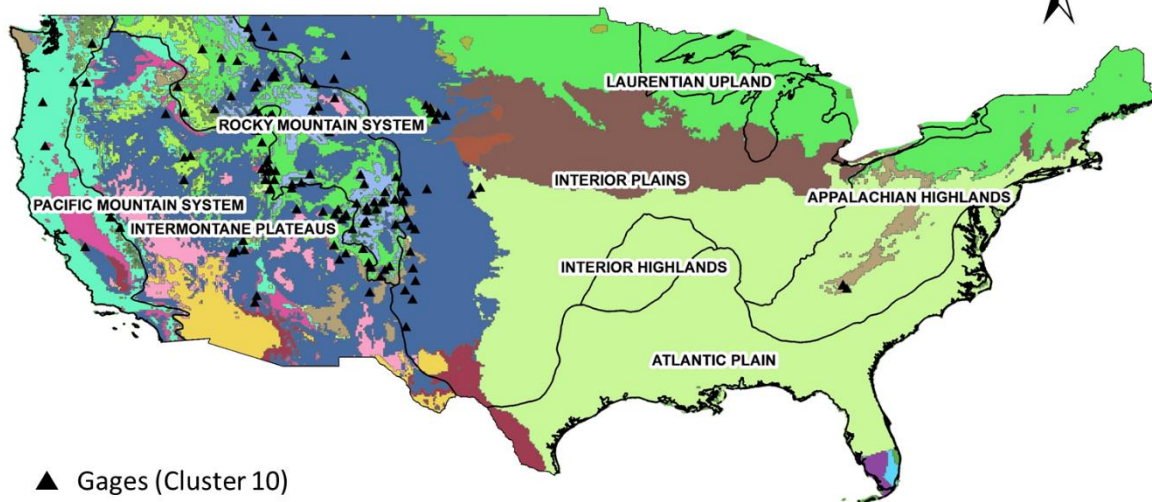 LAURENTIAN UPLAND
ROCKY MOUNTAIN SYSTEM
INTERIOR PLAINS
APPALACHIAN HIGHLANDS
PACIFIC MOUNTAIN SYSTEM
INTERMONTANE PLATEAUS
INTERIOR HIGHLANDS
ATLANTIC PLAIN
Gages (Cluster 10)